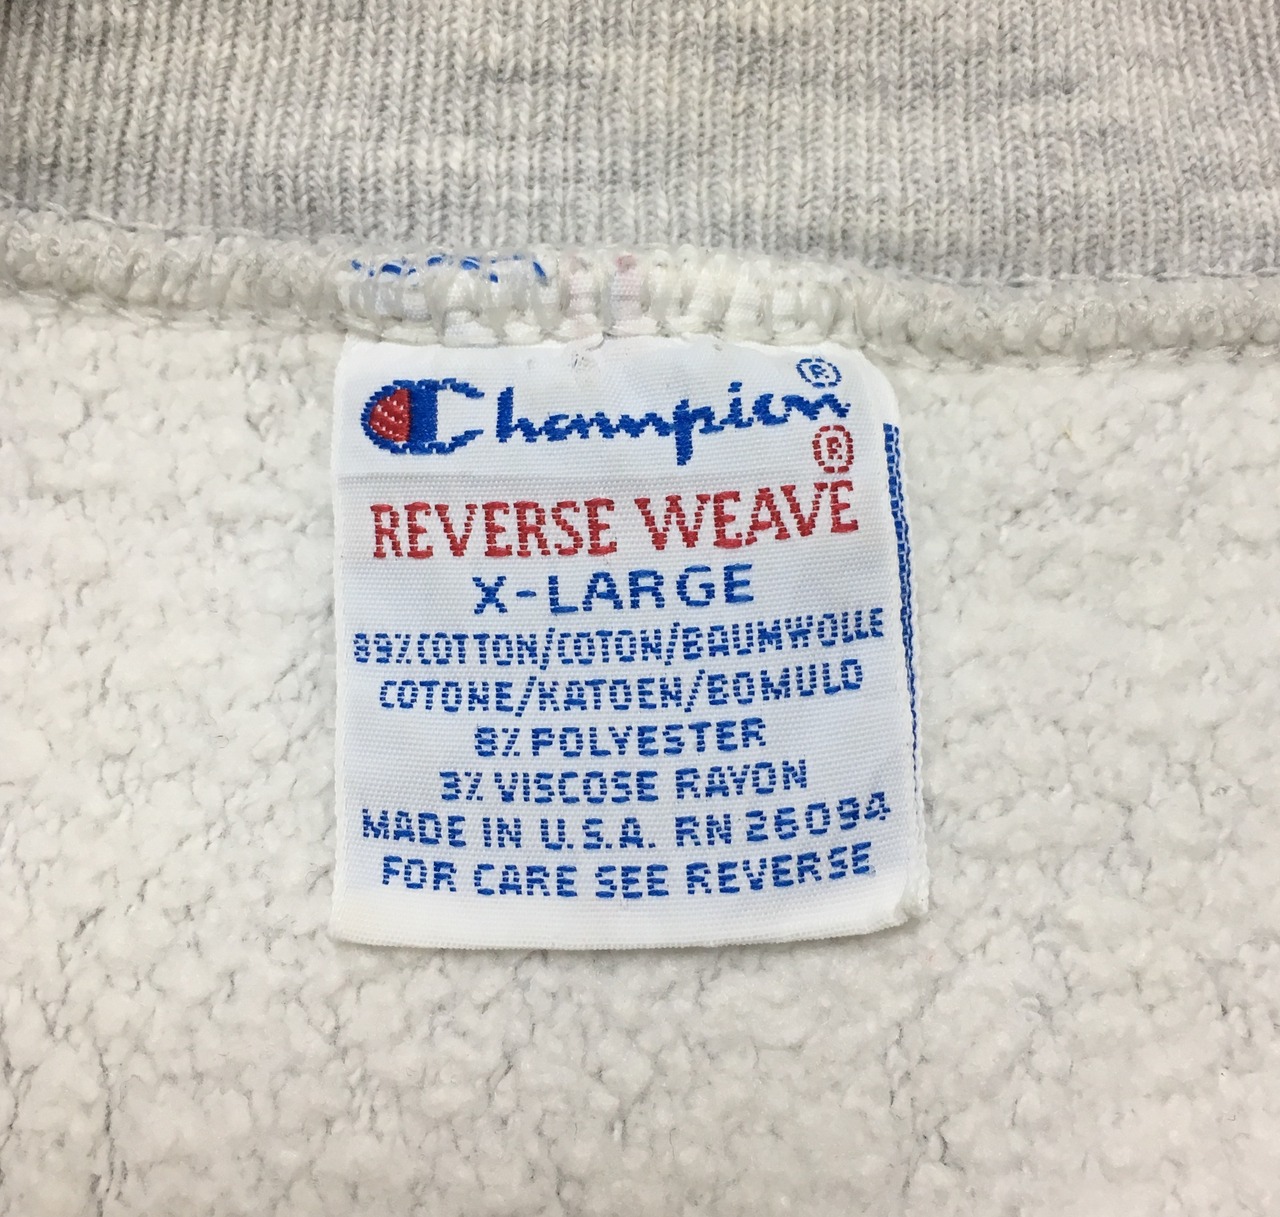 Champion®
®
REVERSE WEAVE
X-LARGE
89% COTTON/COTON/BAUMWOLLE
COTONE/KATOEN/BOMULD
8% POLYESTER
3% VISCOSE RAYON
MADE IN U.S.A. RN 26094
FOR CARE SEE REVERSE